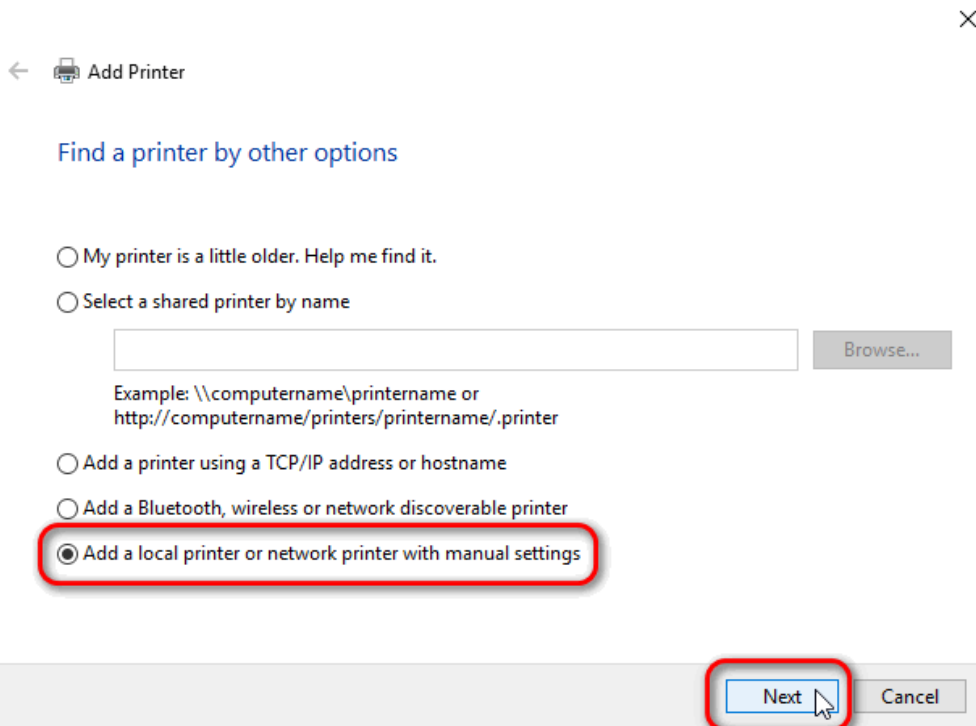 Add Printer
Find a printer by other options
My printer is a little older. Help me find it.
Select a shared printer by name
Browse...
Example: \\computername\printername or
http://computername/printers/printername/.printer
Add a printer using a TCP/IP address or hostname
Add a Bluetooth, wireless or network discoverable printer
Add a local printer or network printer with manual settings
Next
Cancel